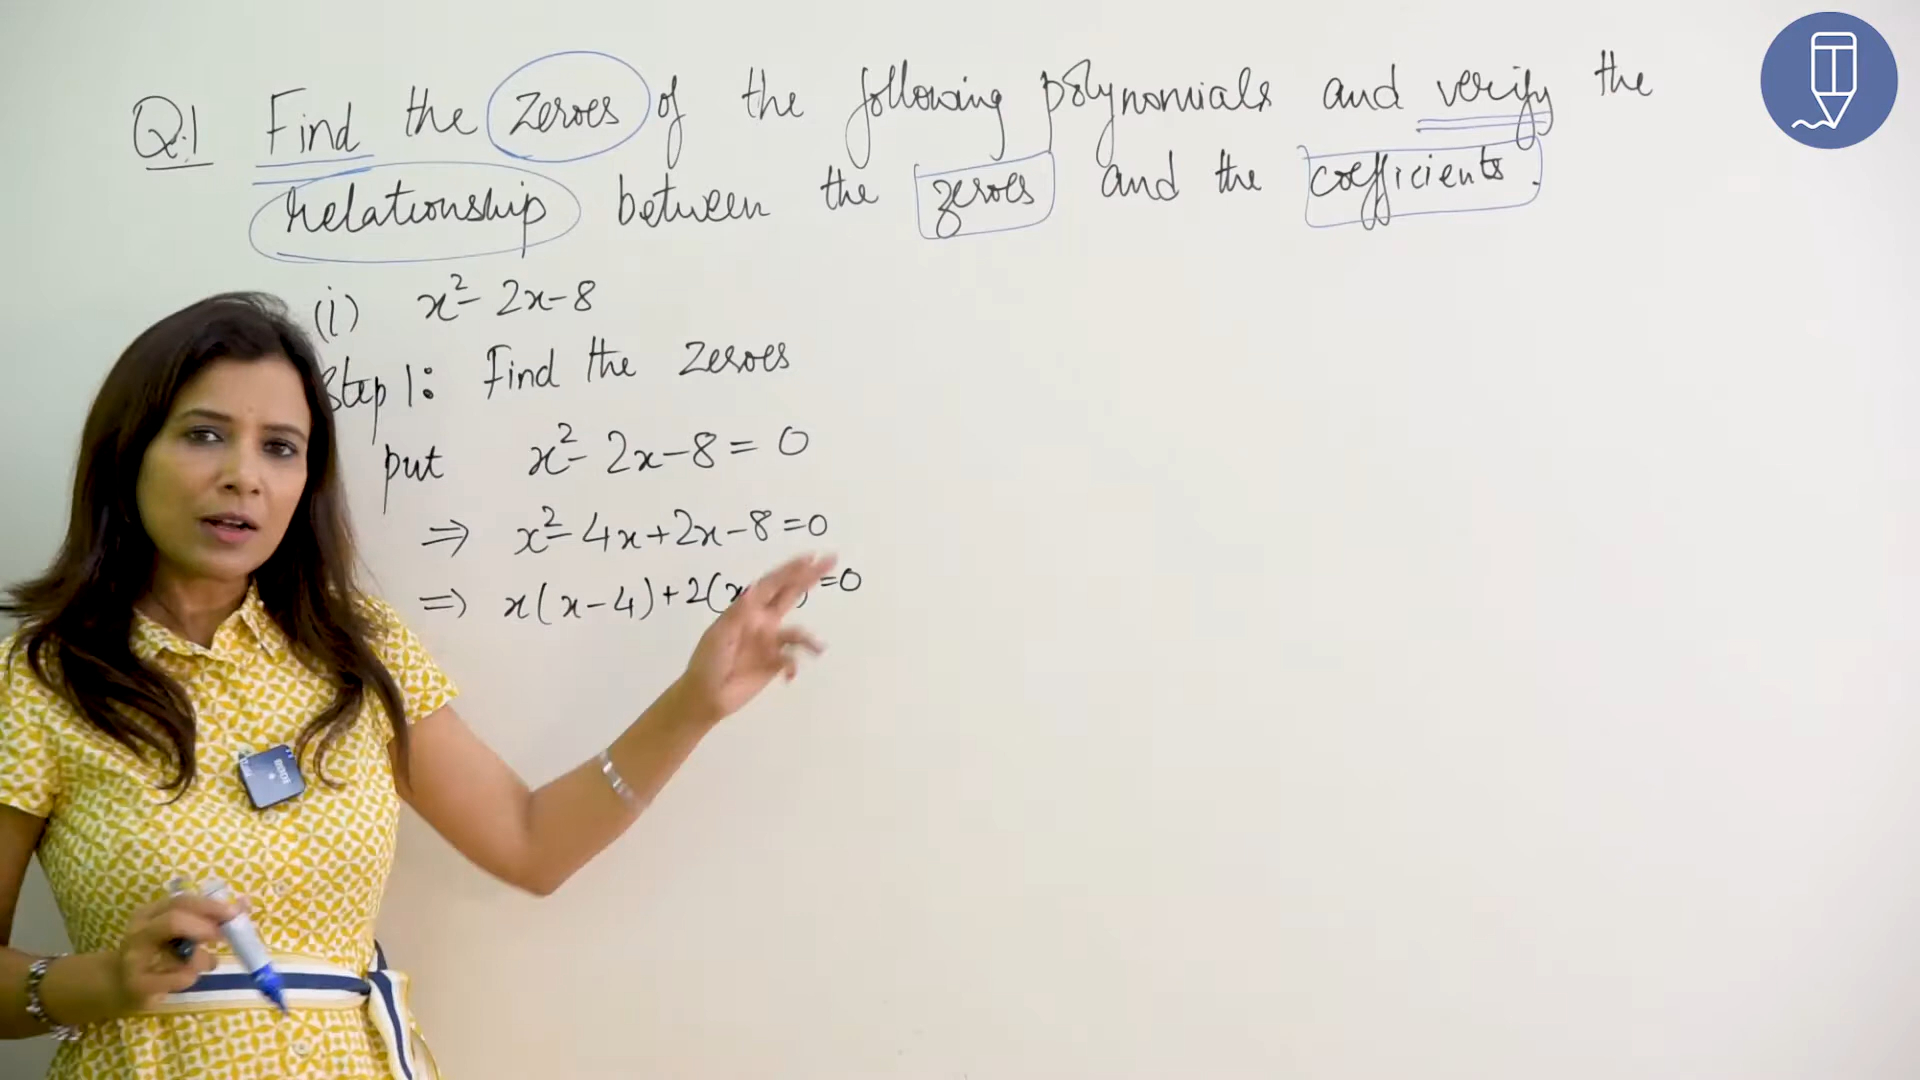 Q.1 Find the zeroes of the following polynomials and verify the
relationship between the zeroes and the coefficients.
(i) x² - 2x - 8
Step 1: Find the zeroes
put x² - 2x - 8 = 0
⇒ x² - 4x + 2x - 8 = 0
⇒ x(x - 4) + 2(x ) = 0